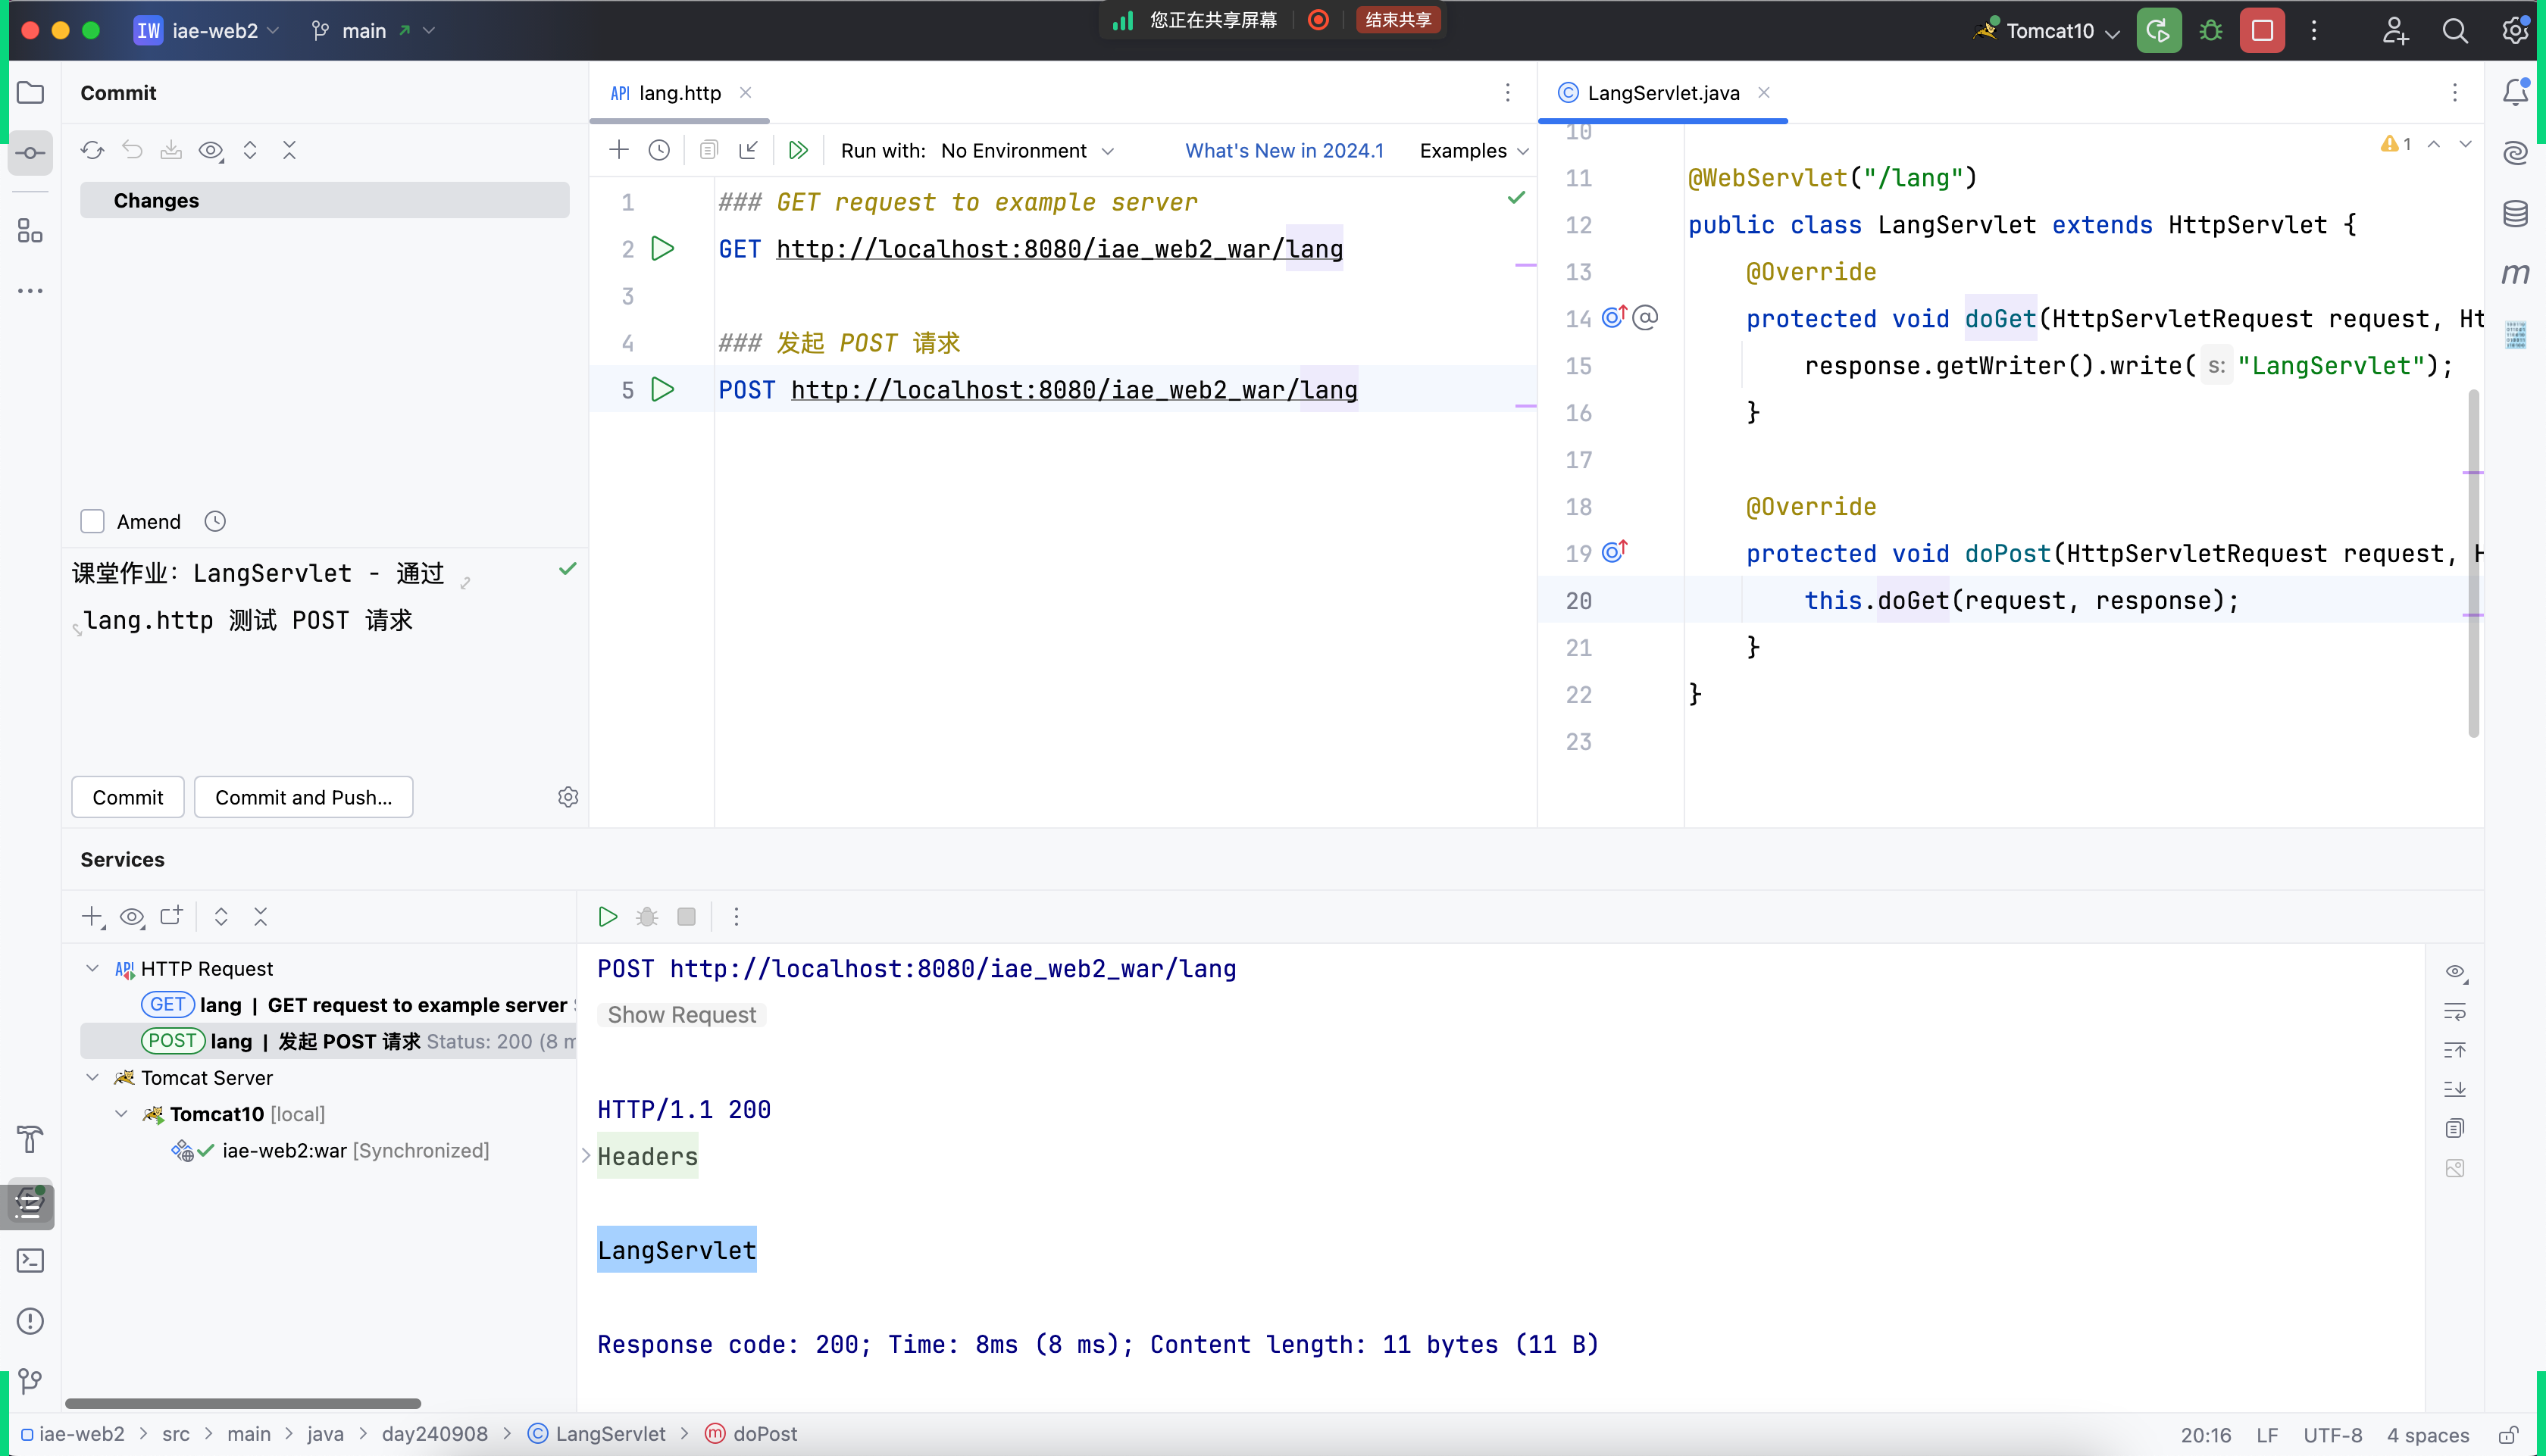 IW iae-web2 main
您正在共享屏幕 结束共享
Tomcat10
Commit
Changes
Amend
课堂作业：LangServlet - 通过
lang.http 测试 POST 请求
Commit Commit and Push...
API lang.http
Run with: No Environment What's New in 2024.1 Examples
1 ### GET request to example server
2 GET http://localhost:8080/iae_web2_war/lang
3
4 ### 发起 POST 请求
5 POST http://localhost:8080/iae_web2_war/lang
LangServlet.java
1
10
11 @WebServlet("/lang")
12 public class LangServlet extends HttpServlet {
13 @Override
14 protected void doGet(HttpServletRequest request, Ht
15 response.getWriter().write( s: "LangServlet");
16 }
17
18 @Override
19 protected void doPost(HttpServletRequest request, H
20 this.doGet(request, response);
21 }
22 }
23
Services
API HTTP Request
GET lang | GET request to example server
POST lang | 发起 POST 请求 Status: 200 (8 m
Tomcat Server
Tomcat10 [local]
iae-web2:war [Synchronized]
POST http://localhost:8080/iae_web2_war/lang
Show Request
HTTP/1.1 200
Headers
LangServlet
Response code: 200; Time: 8ms (8 ms); Content length: 11 bytes (11 B)
iae-web2 > src > main > java > day240908 > LangServlet > doPost
20:16 LF UTF-8 4 spaces